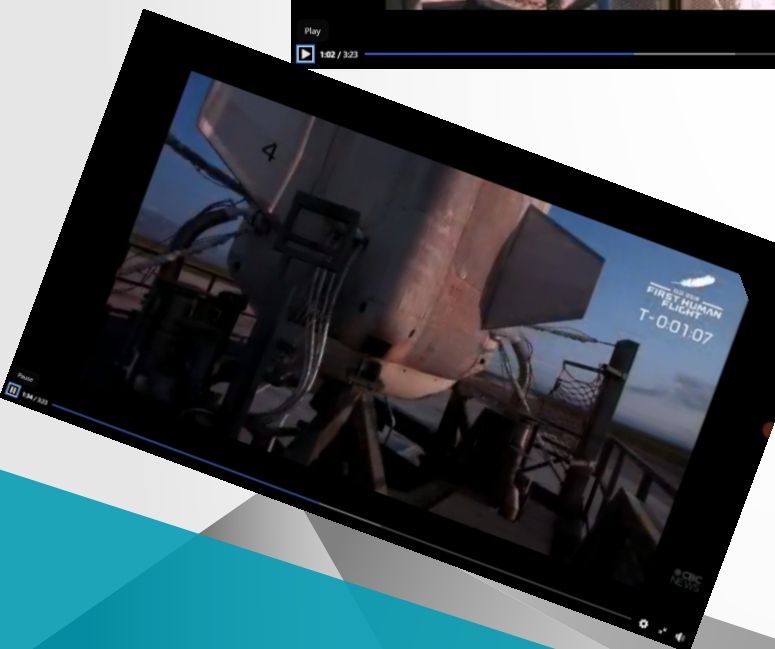 Play
1:02 / 3:23
4
FIRST HUMAN
FLIGHT
T-0:01:07
Pause
1:04 / 3:23
CBC
NEWS